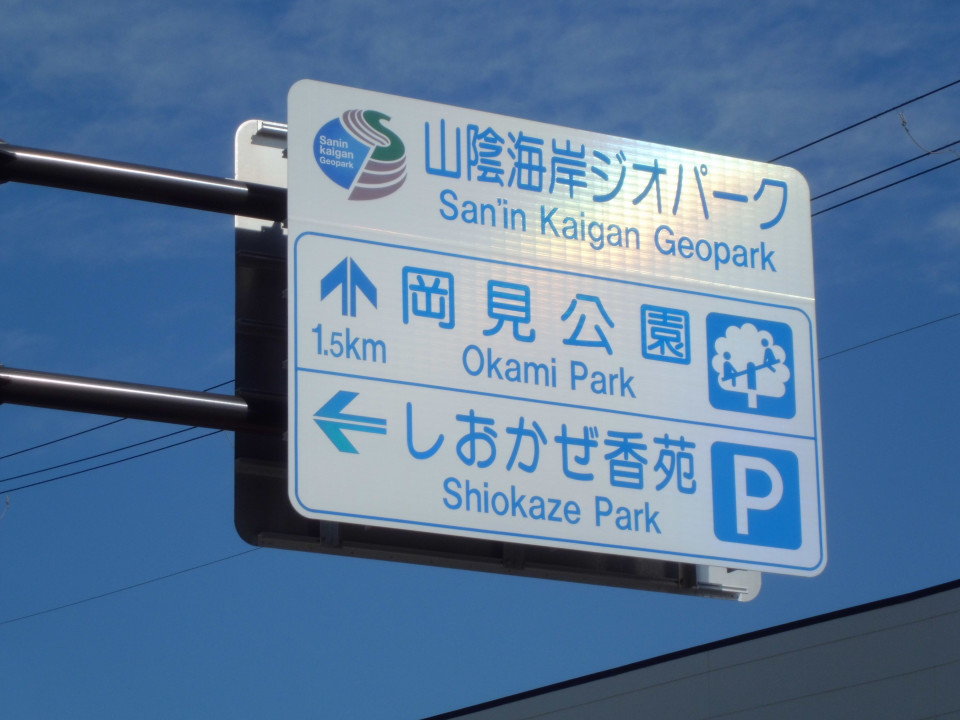 Sanin
kaigan
Geopark
山陰海岸ジオパーク
San'in Kaigan Geopark
岡見公園
1.5km
Okami Park
しおかぜ香苑
Shiokaze Park
P